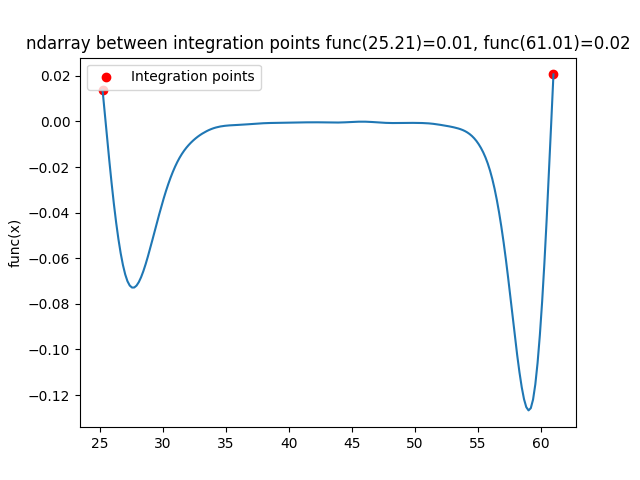 ndarray between integration points func(25.21)=0.01, func(61.01)=0.02
Integration points
0.02
0.00
−0.02
−0.04
−0.06
−0.08
−0.10
−0.12
func(x)
25 30 35 40 45 50 55 60